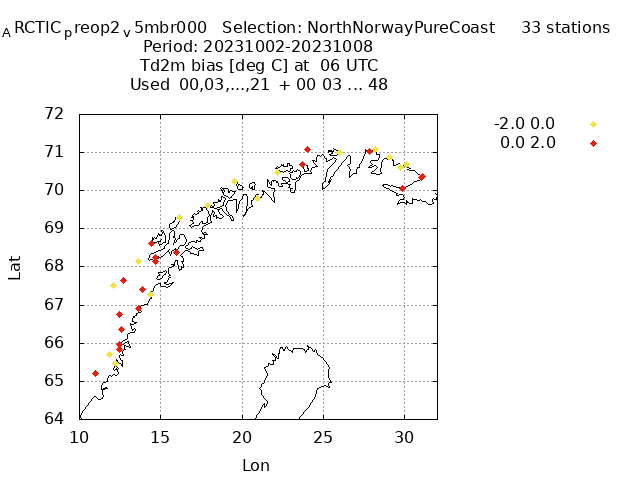 ARCTIC preop2 v 5mbr000 Selection: NorthNorwayPureCoast 33 stations
Period: 20231002-20231008
Td2m bias [deg C] at 06 UTC
Used 00,03,...,21 + 00 03 ... 48
-2.0 0.0
0.0 2.0
72
71
70
69
68
67
66
65
64
Lat
10 15 20 25 30
Lon